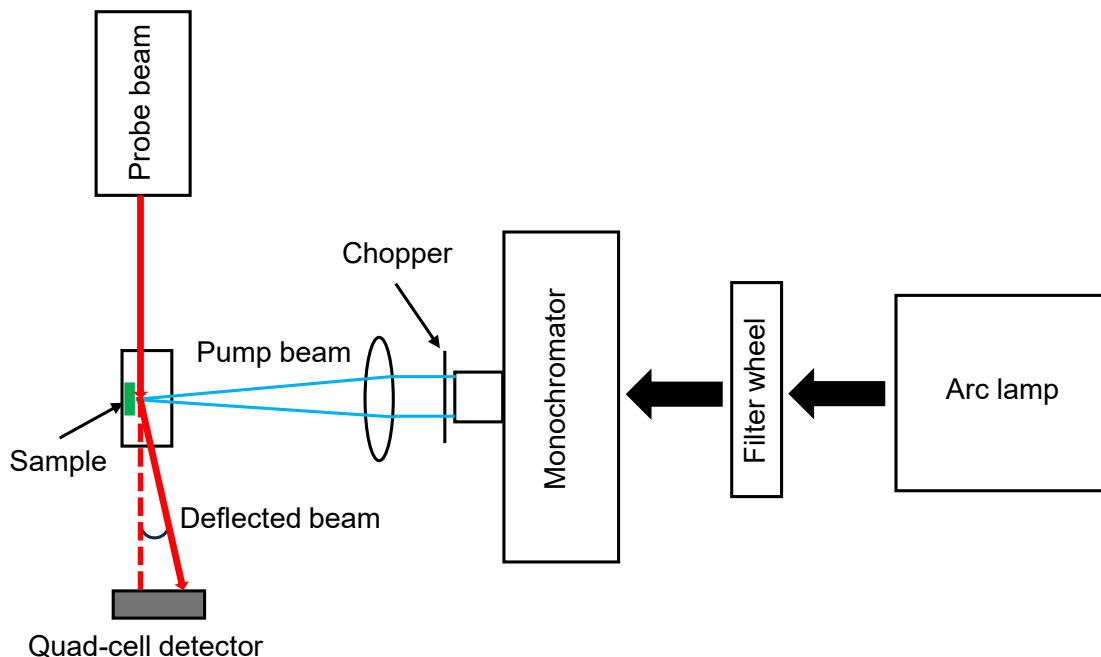 Probe beam
Chopper
Pump beam
Monochromator
Filter wheel
Arc lamp
Sample
Deflected beam
Quad-cell detector